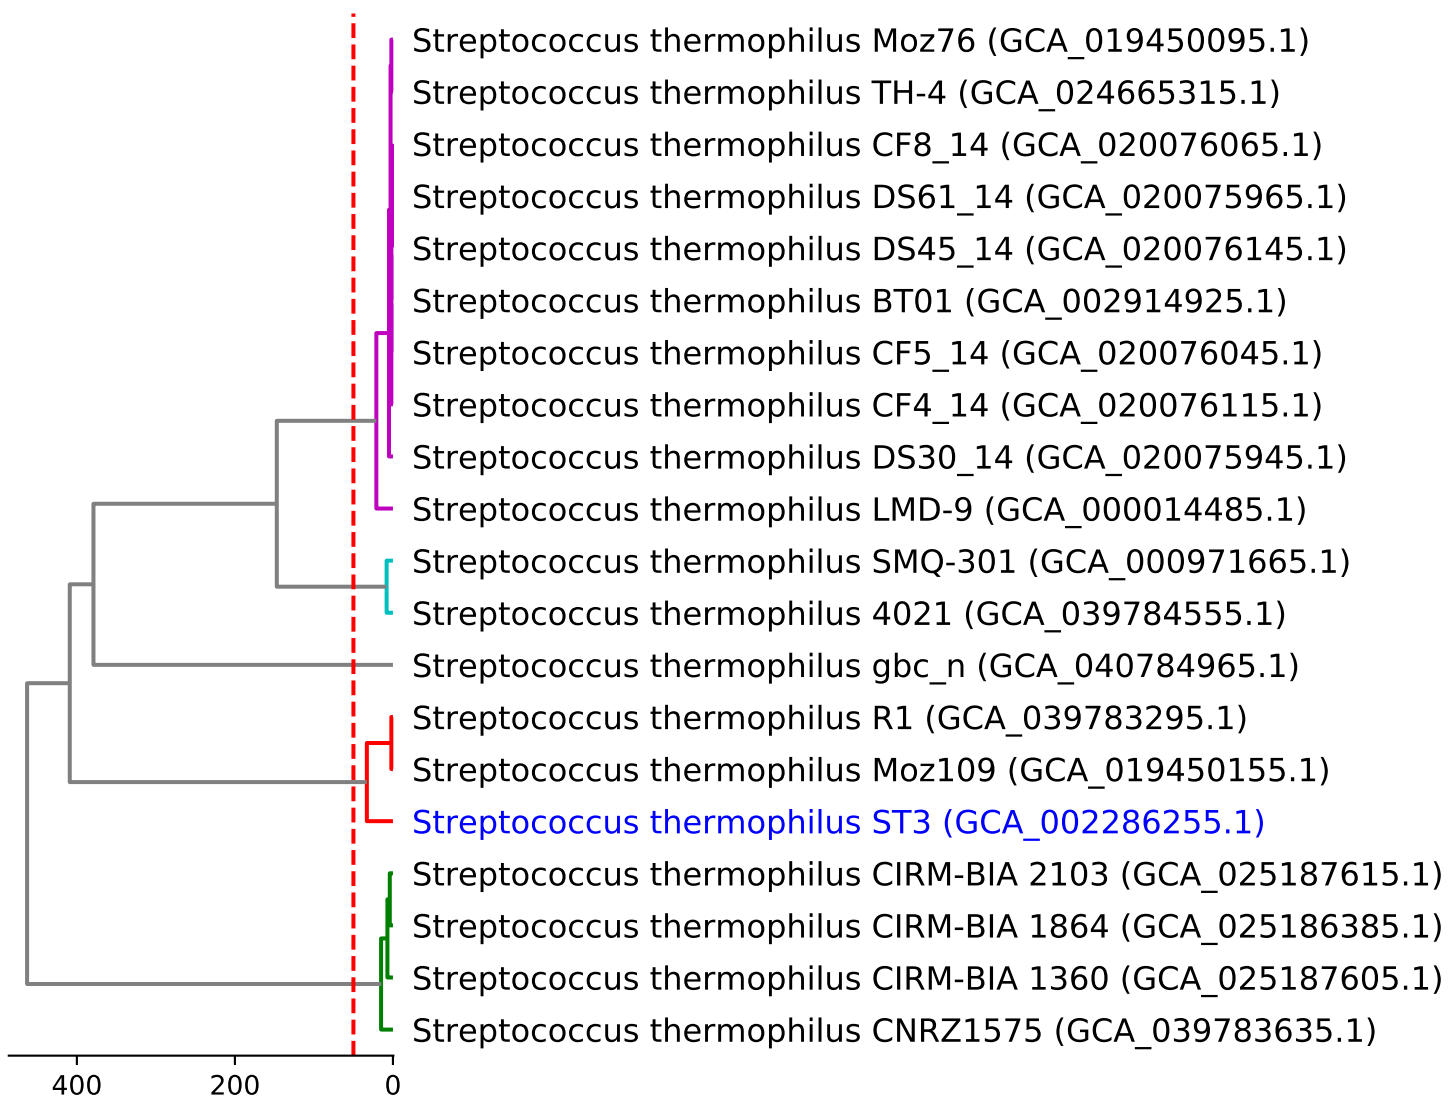 Streptococcus thermophilus Moz76 (GCA_019450095.1)
Streptococcus thermophilus TH-4 (GCA_024665315.1)
Streptococcus thermophilus CF8_14 (GCA_020076065.1)
Streptococcus thermophilus DS61_14 (GCA_020075965.1)
Streptococcus thermophilus DS45_14 (GCA_020076145.1)
Streptococcus thermophilus BT01 (GCA_002914925.1)
Streptococcus thermophilus CF5_14 (GCA_020076045.1)
Streptococcus thermophilus CF4_14 (GCA_020076115.1)
Streptococcus thermophilus DS30_14 (GCA_020075945.1)
Streptococcus thermophilus LMD-9 (GCA_000014485.1)
Streptococcus thermophilus SMQ-301 (GCA_000971665.1)
Streptococcus thermophilus 4021 (GCA_039784555.1)
Streptococcus thermophilus gbc_n (GCA_040784965.1)
Streptococcus thermophilus R1 (GCA_039783295.1)
Streptococcus thermophilus Moz109 (GCA_019450155.1)
Streptococcus thermophilus ST3 (GCA_002286255.1)
Streptococcus thermophilus CIRM-BIA 2103 (GCA_025187615.1)
Streptococcus thermophilus CIRM-BIA 1864 (GCA_025186385.1)
Streptococcus thermophilus CIRM-BIA 1360 (GCA_025187605.1)
Streptococcus thermophilus CNRZ1575 (GCA_039783635.1)
400 200 0